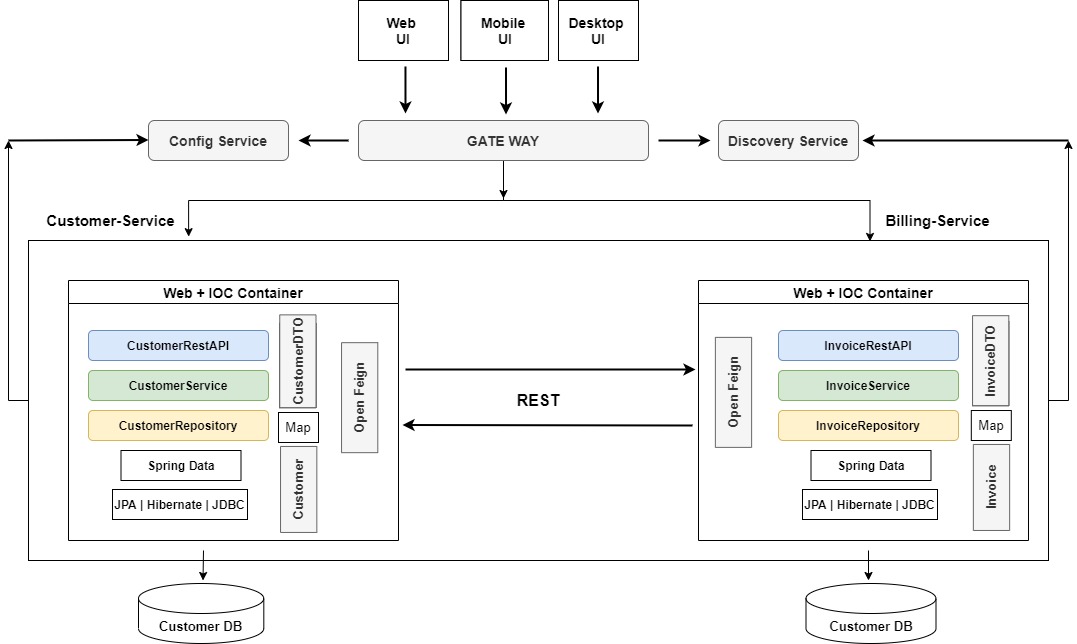 Web
UI
Mobile
UI
Desktop
UI
Config Service
GATE WAY
Discovery Service
Customer-Service
Billing-Service
Web + IOC Container
CustomerRestAPI
CustomerService
CustomerRepository
Spring Data
JPA | Hibernate | JDBC
CustomerDTO
Map
Customer
Open Feign
REST
Web + IOC Container
Open Feign
InvoiceRestAPI
InvoiceService
InvoiceRepository
Spring Data
JPA | Hibernate | JDBC
InvoiceDTO
Map
Invoice
Customer DB
Customer DB